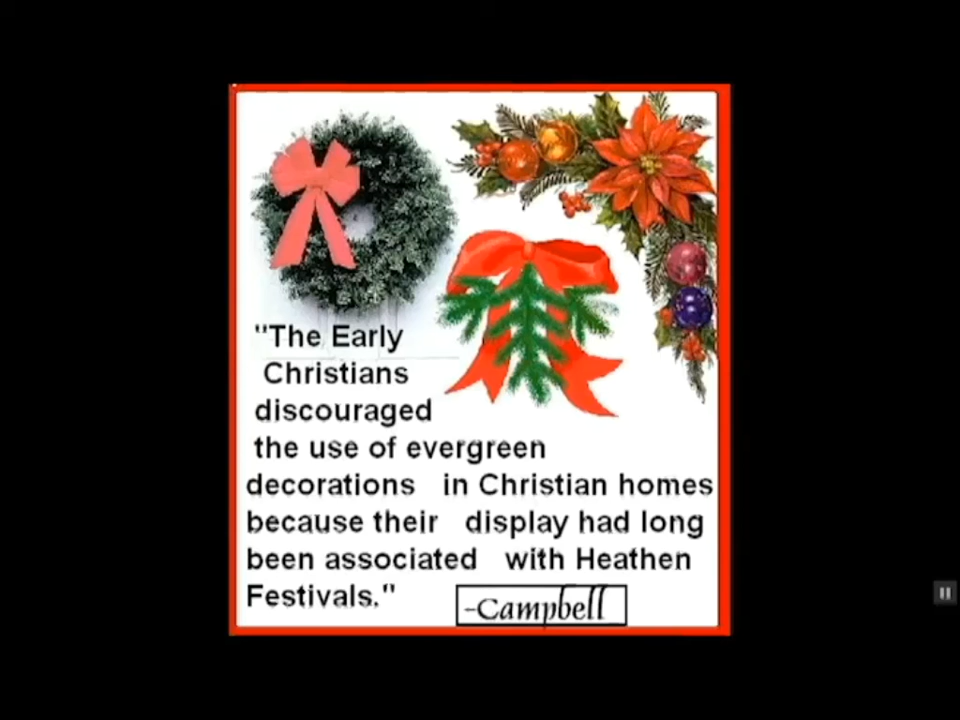 "The Early
Christians
discouraged
the use of evergreen
decorations in Christian homes
because their display had long
been associated with Heathen
Festivals."
-Campbell